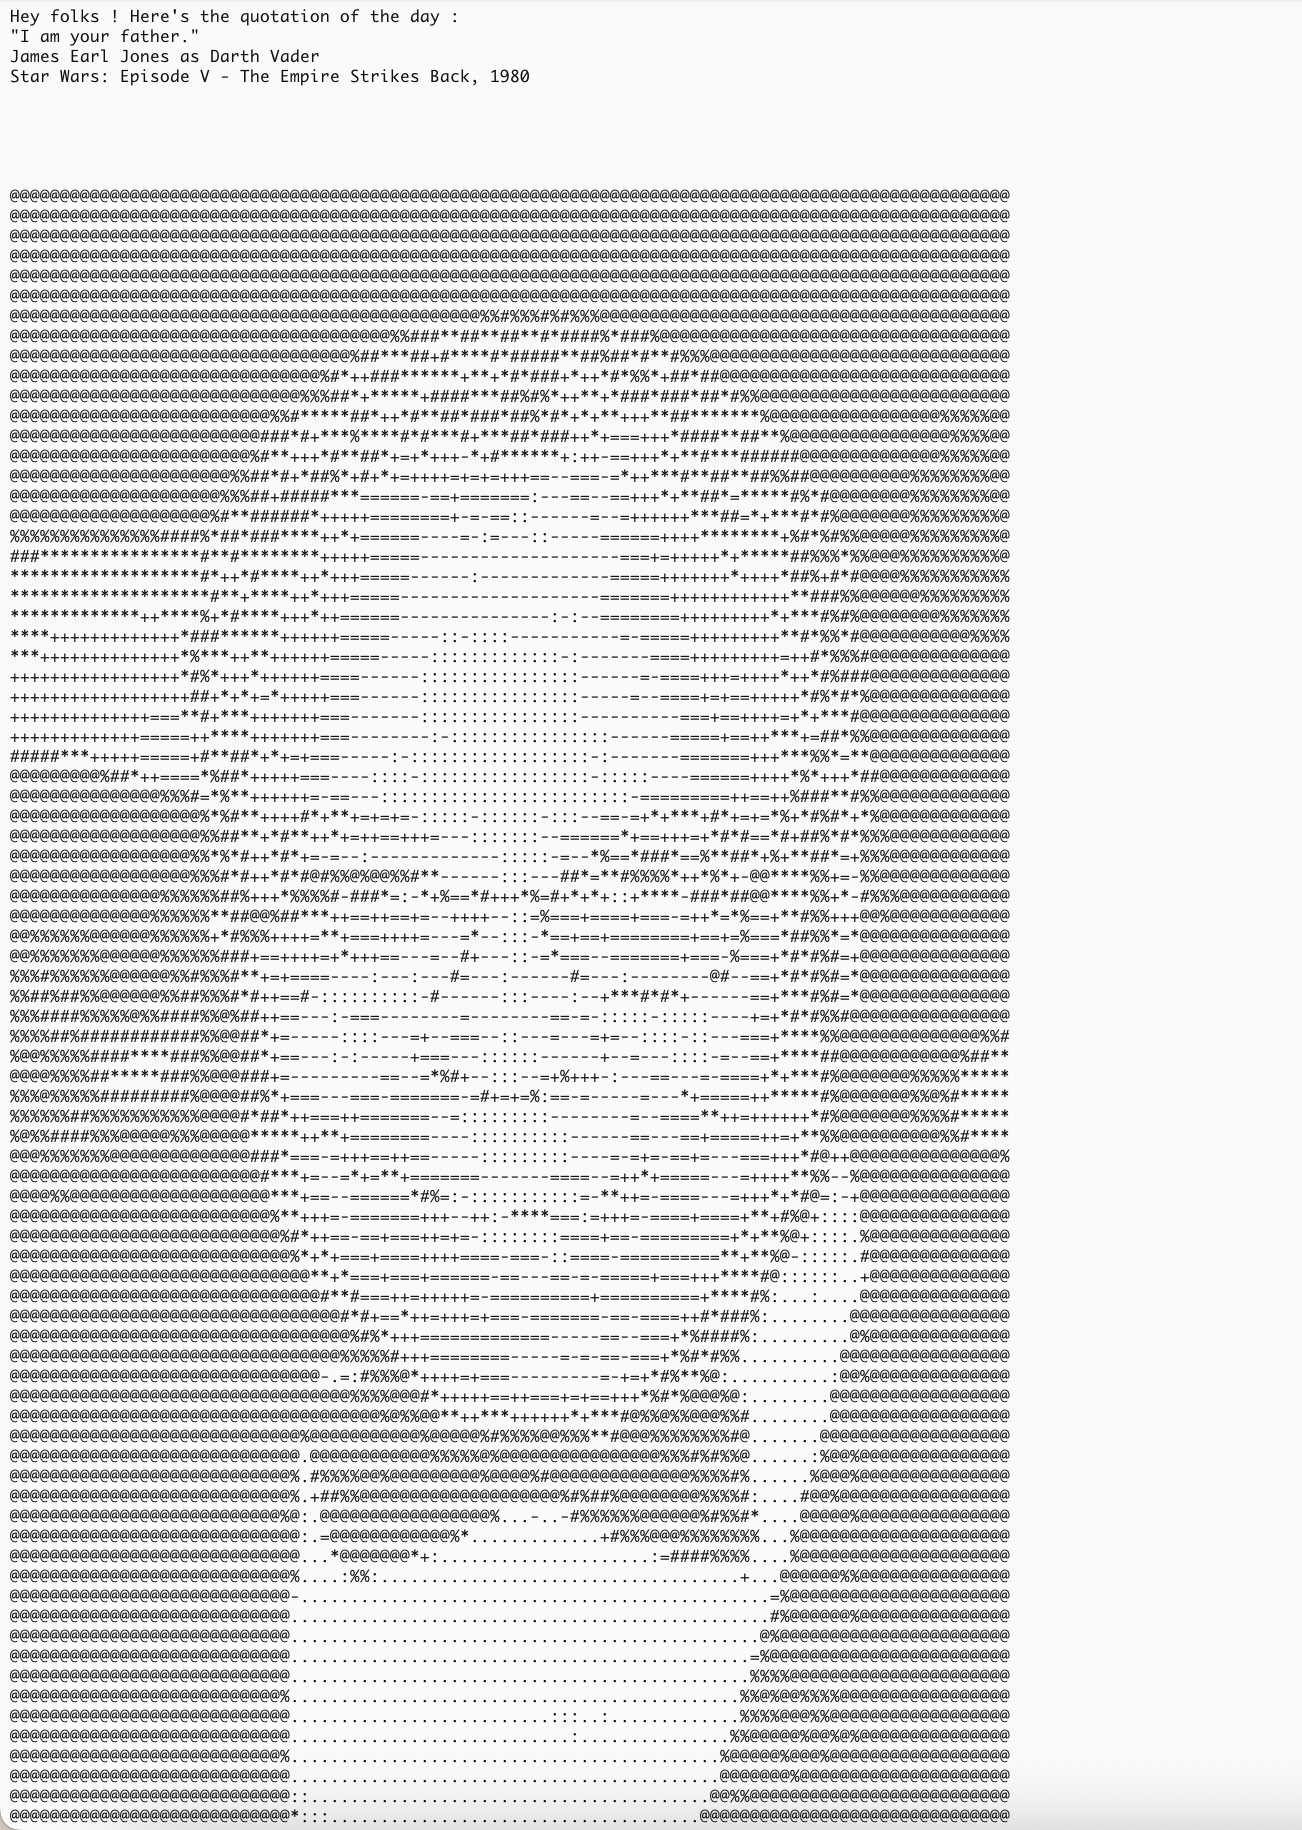 Hey folks ! Here's the quotation of the day :
"I am your father."
James Earl Jones as Darth Vader
Star Wars: Episode V - The Empire Strikes Back, 1980